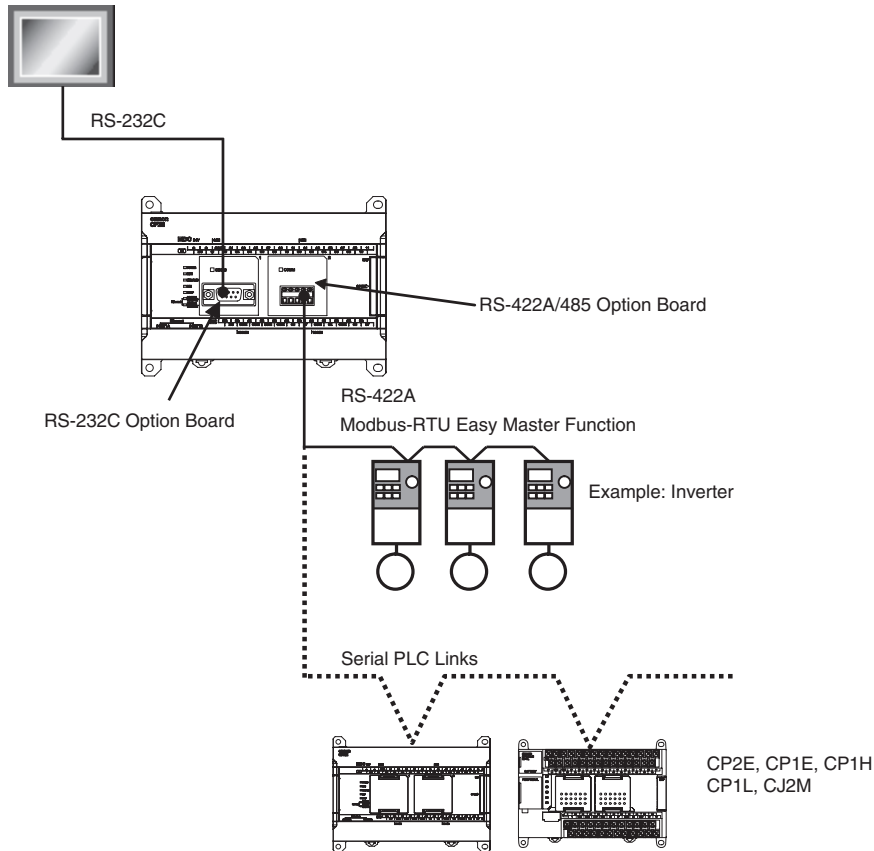 RS-232C
RS-422A/485 Option Board
RS-232C Option Board
RS-422A
Modbus-RTU Easy Master Function
Example: Inverter
Serial PLC Links
CP2E, CP1E, CP1H
CP1L, CJ2M